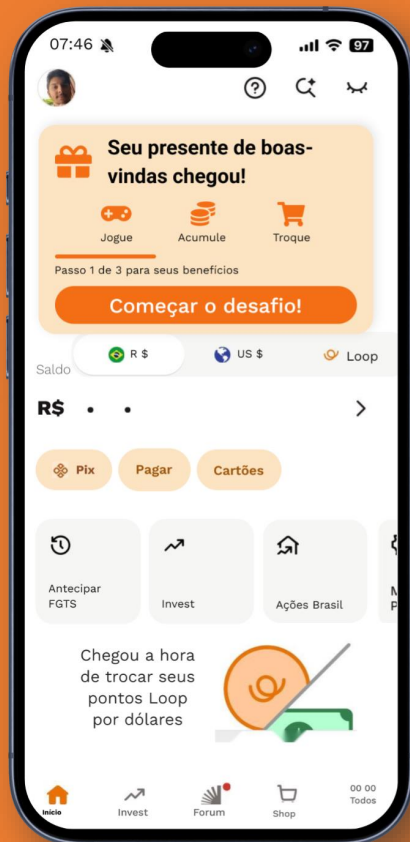 07:46
97
Seu presente de boas-
vindas chegou!
Jogue Acumule Troque
Passo 1 de 3 para seus benefícios
Começar o desafio!
Saldo R $ US $ Loop
R$ • •
Pix Pagar Cartões
Antecipar
FGTS Invest Ações Brasil
Chegou a hora
de trocar seus
pontos Loop
por dólares
Início Invest Forum Shop 00 00
Todos